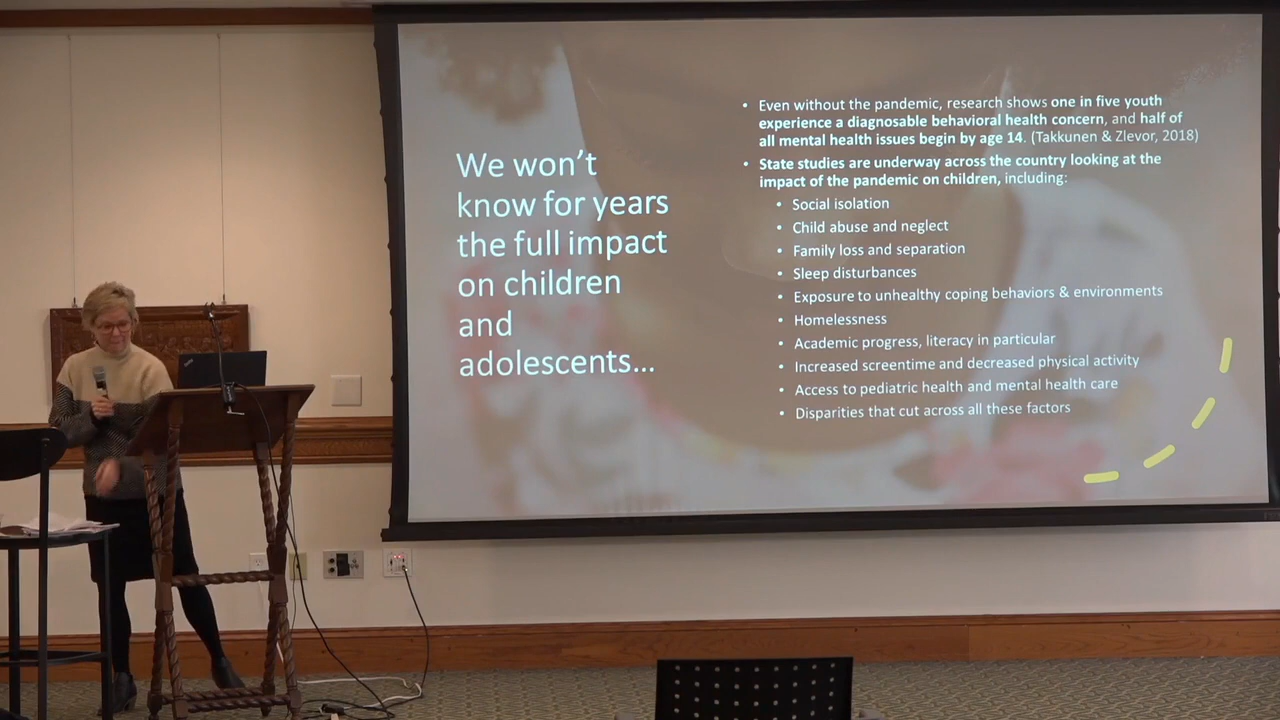 We won't
know for years
the full impact
on children
and
adolescents...
• Even without the pandemic, research shows one in five youth
experience a diagnosable behavioral health concern, and half of
all mental health issues begin by age 14. (Takkunen & Zlevor, 2018)
• State studies are underway across the country looking at the
impact of the pandemic on children, including:
• Social isolation
• Child abuse and neglect
• Family loss and separation
• Sleep disturbances
• Exposure to unhealthy coping behaviors & environments
• Homelessness
• Academic progress, literacy in particular
• Increased screentime and decreased physical activity
• Access to pediatric health and mental health care
• Disparities that cut across all these factors